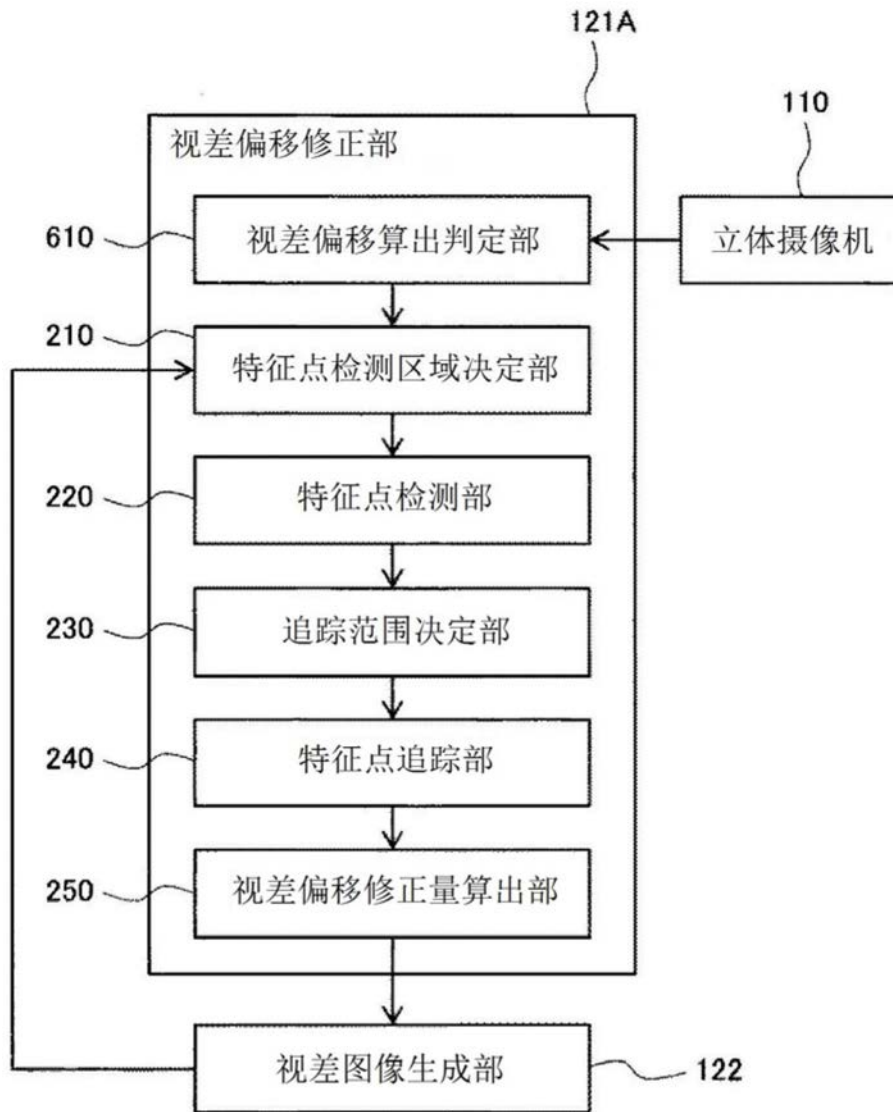 121A
110
视差偏移修正部
610
视差偏移算出判定部
立体摄像机
210
特征点检测区域决定部
220
特征点检测部
230
追踪范围决定部
240
特征点追踪部
250
视差偏移修正量算出部
视差图像生成部
122